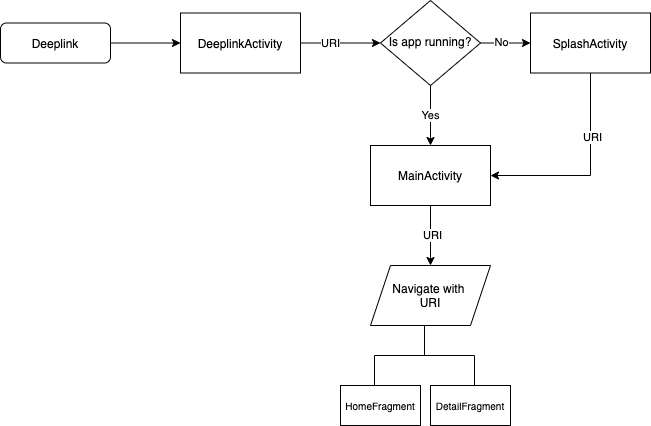 Deeplink
DeeplinkActivity
URI
Is app running?
No
SplashActivity
Yes
URI
MainActivity
URI
Navigate with
URI
HomeFragment
DetailFragment